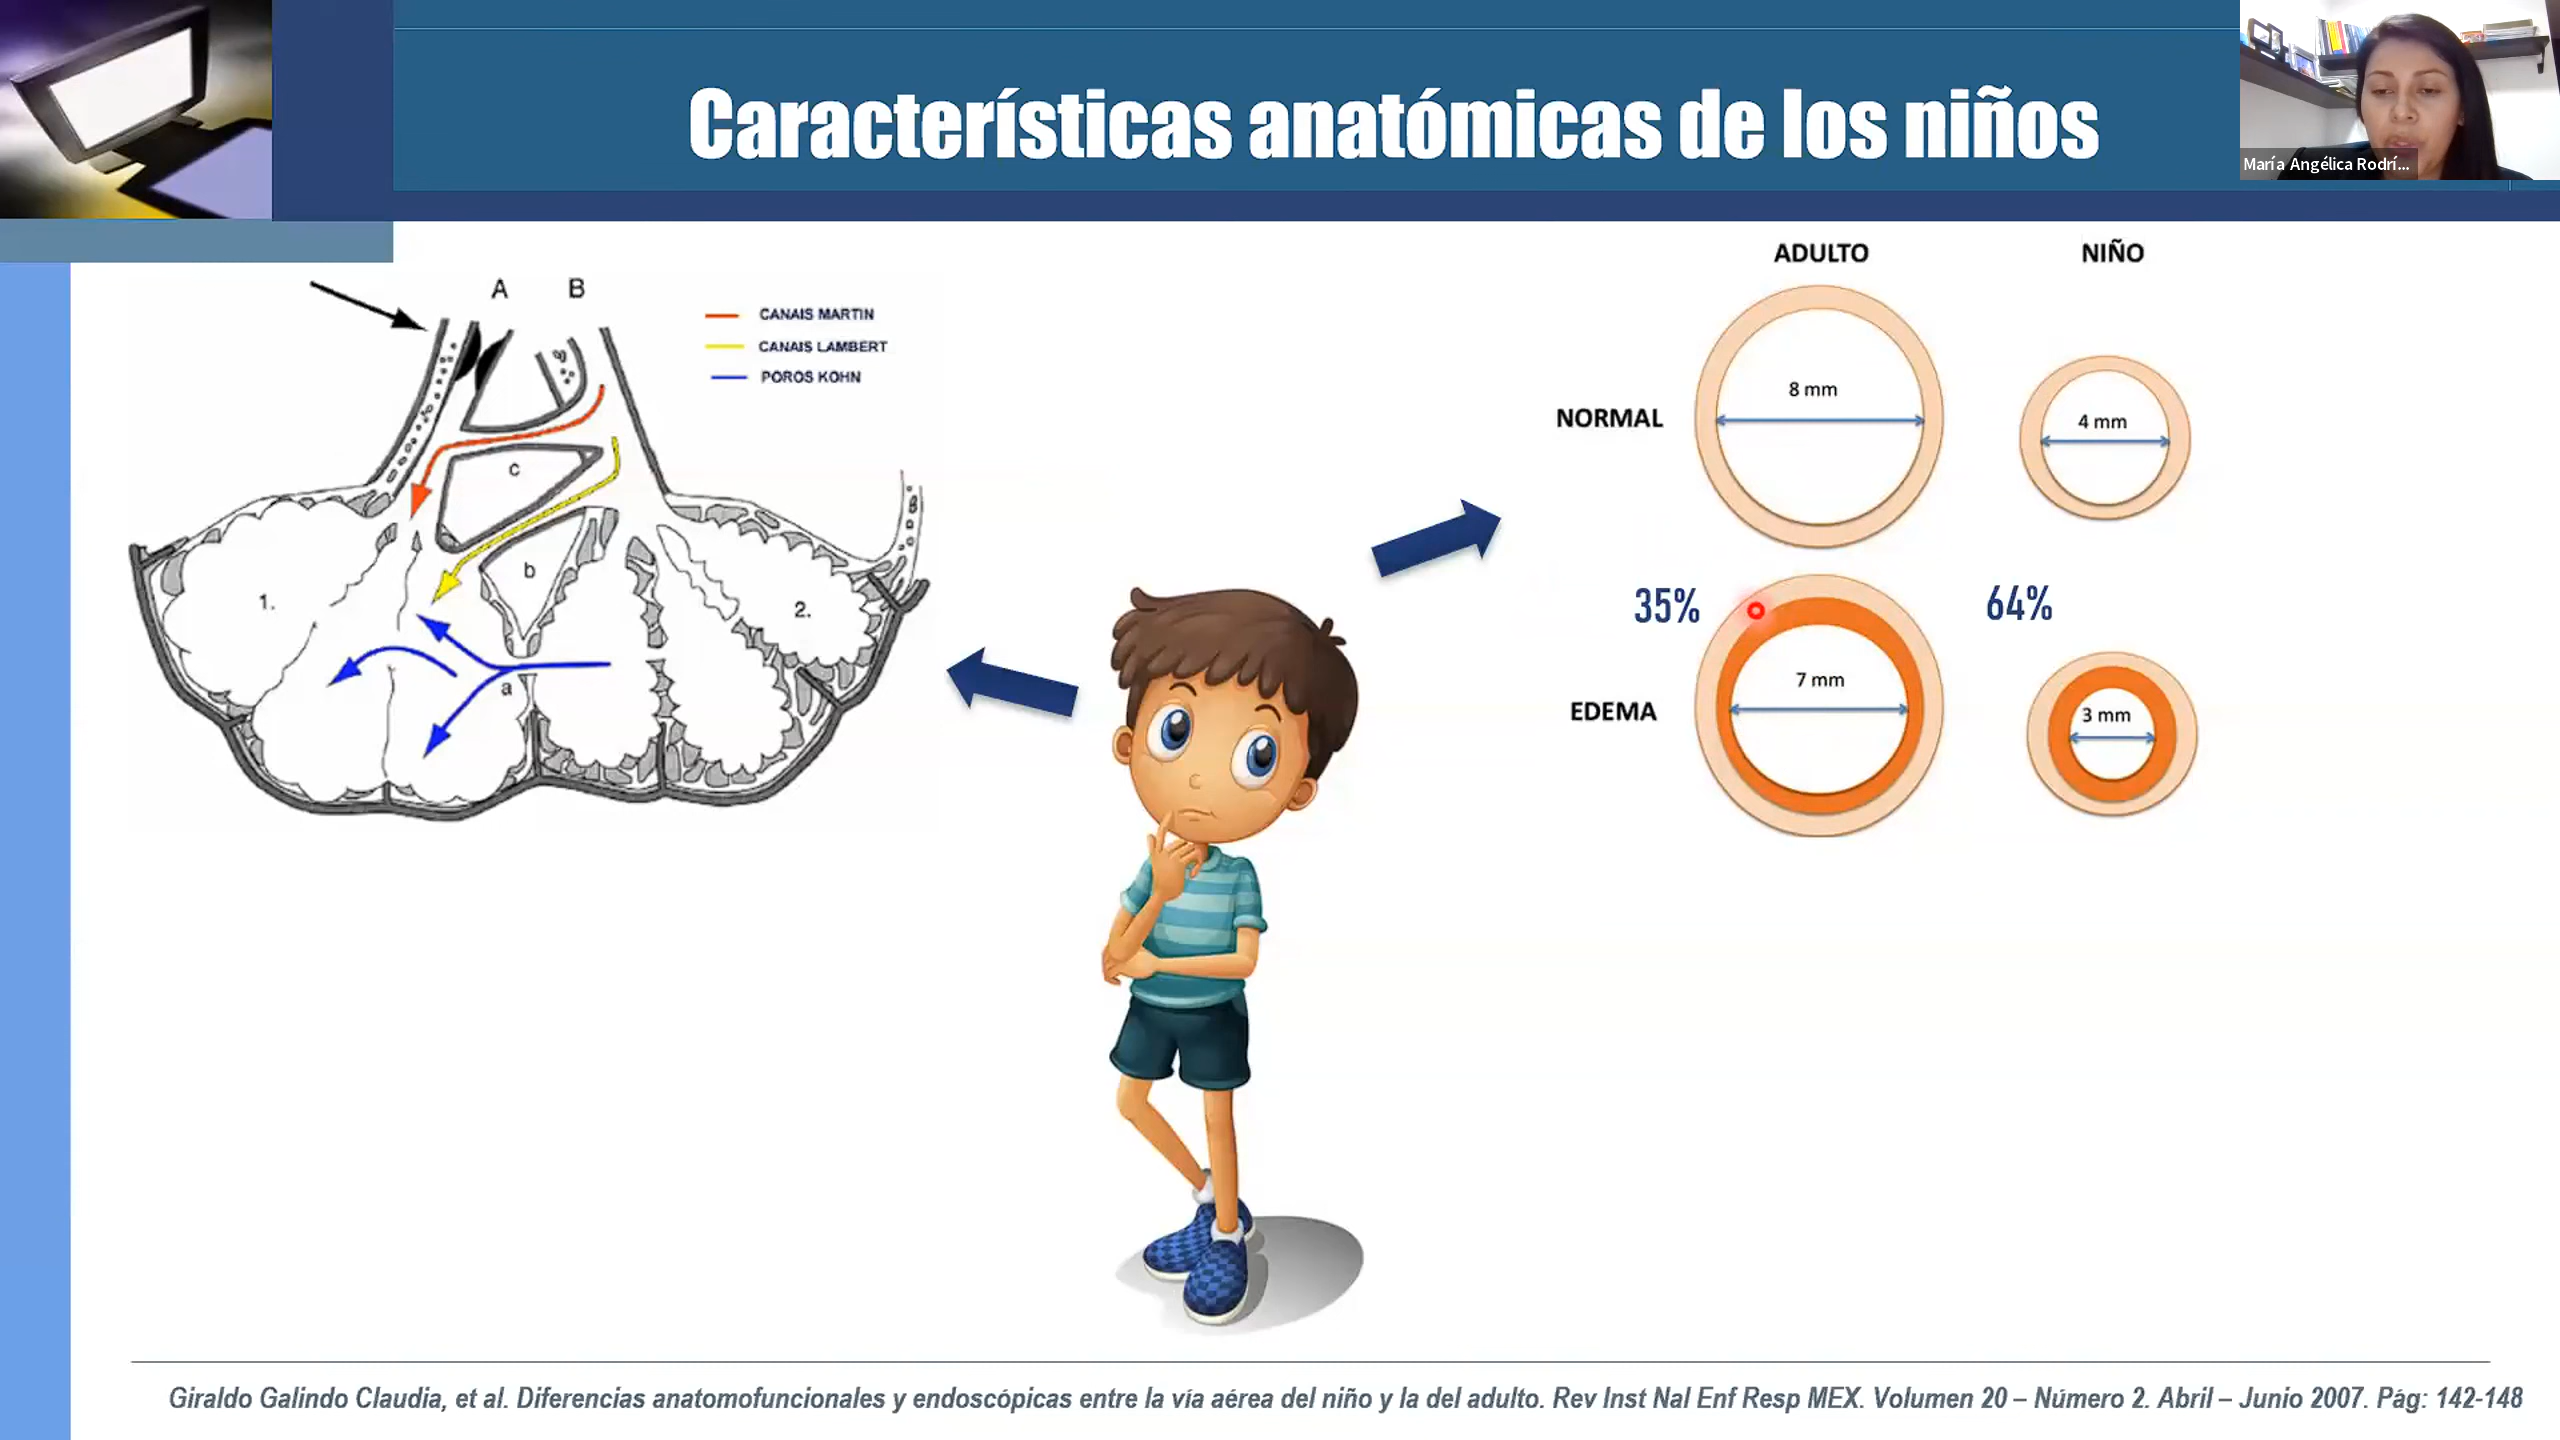 Características anatómicas de los niños
María Angélica Rodrí...
A B
CANAIS MARTIN
CANAIS LAMBERT
POROS KOHN
c
b
1.
2.
a
ADULTO NIÑO
NORMAL
8 mm
4 mm
35%
64%
EDEMA
7 mm
3 mm
Giraldo Galindo Claudia, et al. Diferencias anatomofuncionales y endoscópicas entre la vía aérea del niño y la del adulto. Rev Inst Nal Enf Resp MEX. Volumen 20 – Número 2. Abril – Junio 2007. Pág: 142-148